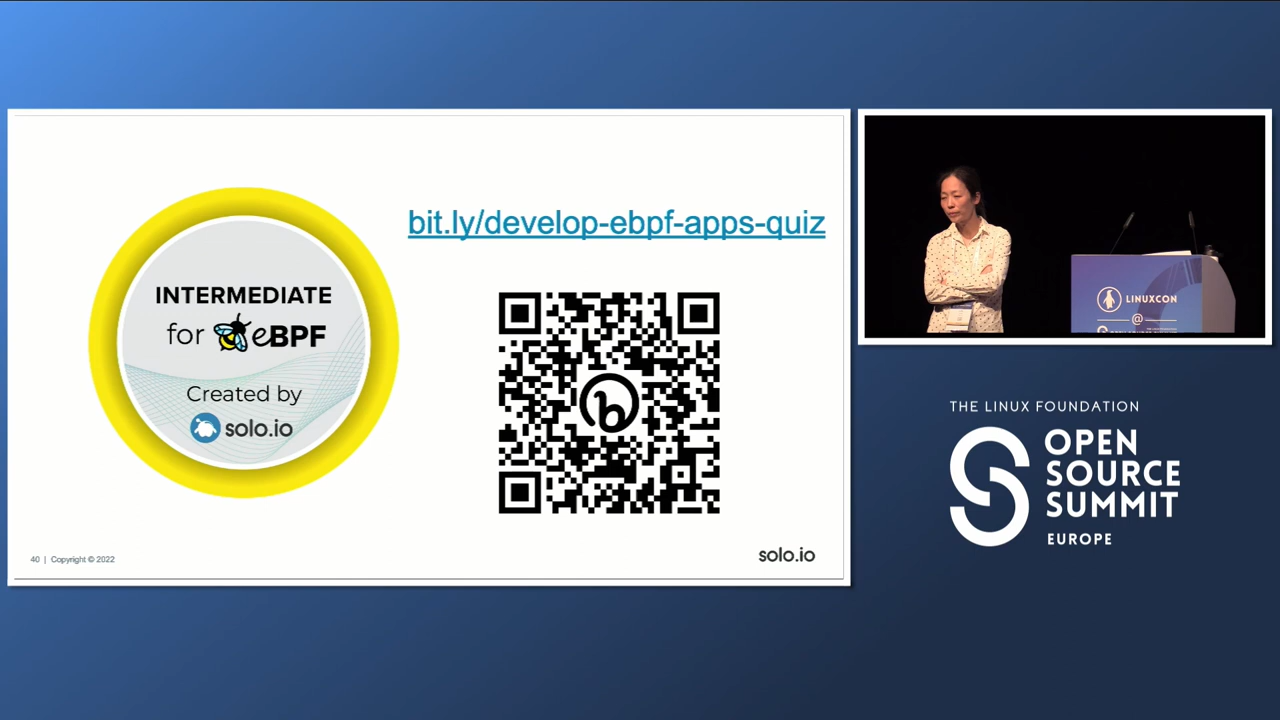 bit.ly/develop-ebpf-apps-quiz
INTERMEDIATE
for eBPF
Created by
solo.io
40 | Copyright © 2022
solo.io
LINUXCON
@
THE LINUX FOUNDATION
OPEN
SOURCE
SUMMIT
EUROPE